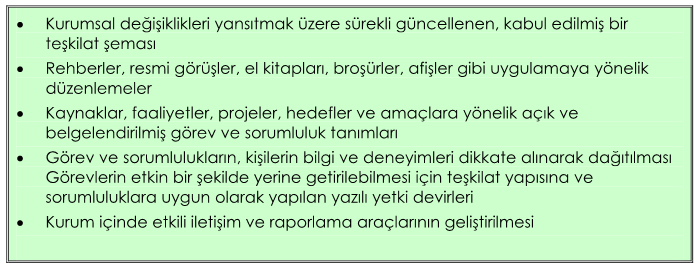 • Kurumsal değişiklikleri yansıtmak üzere sürekli güncellenen, kabul edilmiş bir
teşkilat şeması
• Rehberler, resmi görüşler, el kitapları, broşürler, afişler gibi uygulamaya yönelik
düzenlemeler
• Kaynaklar, faaliyetler, projeler, hedefler ve amaçlara yönelik açık ve
belgelendirilmiş görev ve sorumluluk tanımları
• Görev ve sorumlulukların, kişilerin bilgi ve deneyimleri dikkate alınarak dağıtılması
Görevlerin etkin bir şekilde yerine getirilebilmesi için teşkilat yapısına ve
sorumluluklara uygun olarak yapılan yazılı yetki devirleri
• Kurum içinde etkili iletişim ve raporlama araçlarının geliştirilmesi